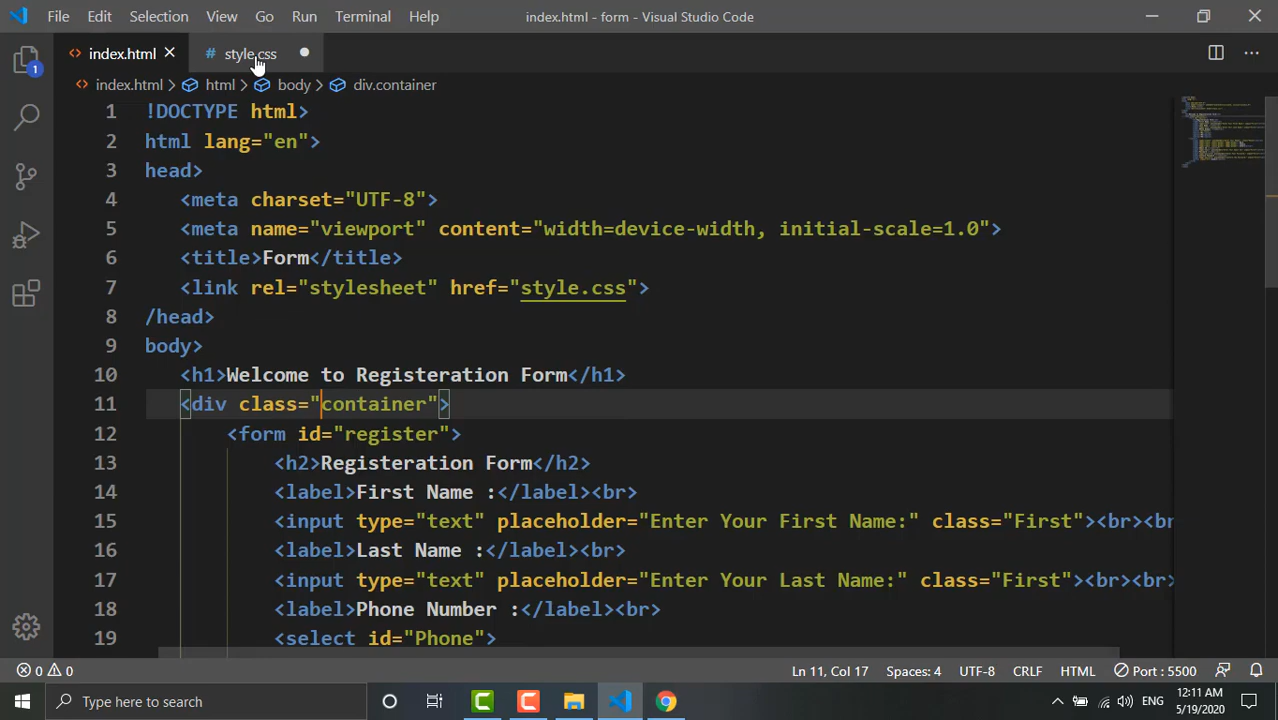 File Edit Selection View Go Run Terminal Help index.html - form - Visual Studio Code
<> index.html × # style.css
1 <> index.html > html > body > div.container
1 !DOCTYPE html>
2 html lang="en">
3 head>
4 <meta charset="UTF-8">
5 <meta name="viewport" content="width=device-width, initial-scale=1.0">
6 <title>Form</title>
7 <link rel="stylesheet" href="style.css">
8 /head>
9 body>
10 <h1>Welcome to Registeration Form</h1>
11 <div class="container">
12 <form id="register">
13 <h2>Registeration Form</h2>
14 <label>First Name :</label><br>
15 <input type="text" placeholder="Enter Your First Name:" class="First"><br><br
16 <label>Last Name :</label><br>
17 <input type="text" placeholder="Enter Your Last Name:" class="First"><br><br>
18 <label>Phone Number :</label><br>
19 <select id="Phone">
0 0 Ln 11, Col 17 Spaces: 4 UTF-8 CRLF HTML Port : 5500
Type here to search ENG 12:11 AM
5/19/2020